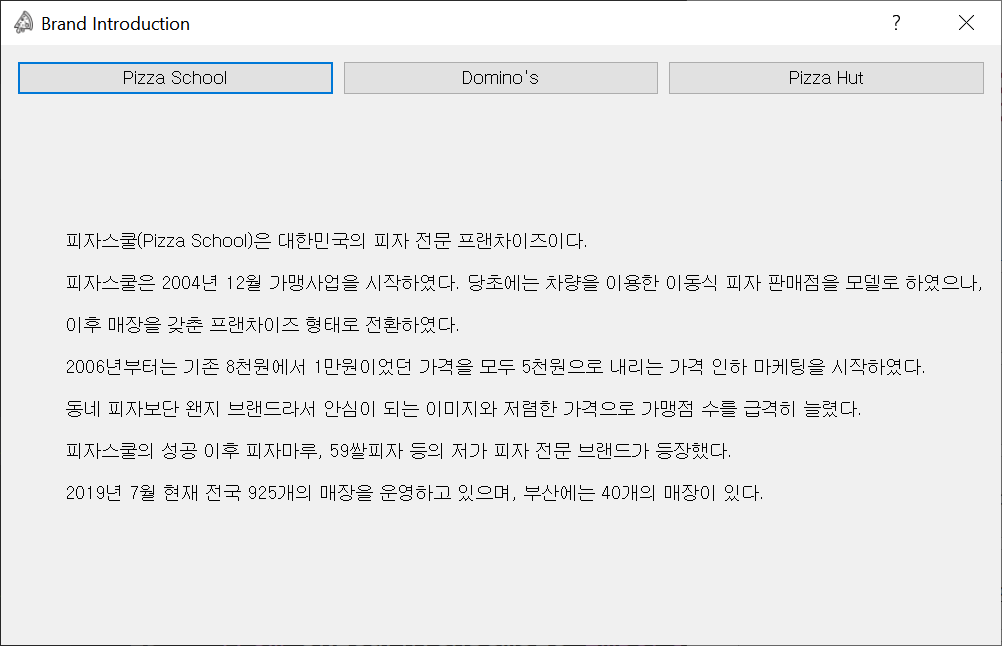 Brand Introduction
?
Pizza School
Domino's
Pizza Hut
피자스쿨(Pizza School)은 대한민국의 피자 전문 프랜차이즈이다.
피자스쿨은 2004년 12월 가맹사업을 시작하였다. 당초에는 차량을 이용한 이동식 피자 판매점을 모델로 하였으나,
이후 매장을 갖춘 프랜차이즈 형태로 전환하였다.
2006년부터는 기존 8천원에서 1만원이었던 가격을 모두 5천원으로 내리는 가격 인하 마케팅을 시작하였다.
동네 피자보단 왠지 브랜드라서 안심이 되는 이미지와 저렴한 가격으로 가맹점 수를 급격히 늘렸다.
피자스쿨의 성공 이후 피자마루, 59쌀피자 등의 저가 피자 전문 브랜드가 등장했다.
2019년 7월 현재 전국 925개의 매장을 운영하고 있으며, 부산에는 40개의 매장이 있다.